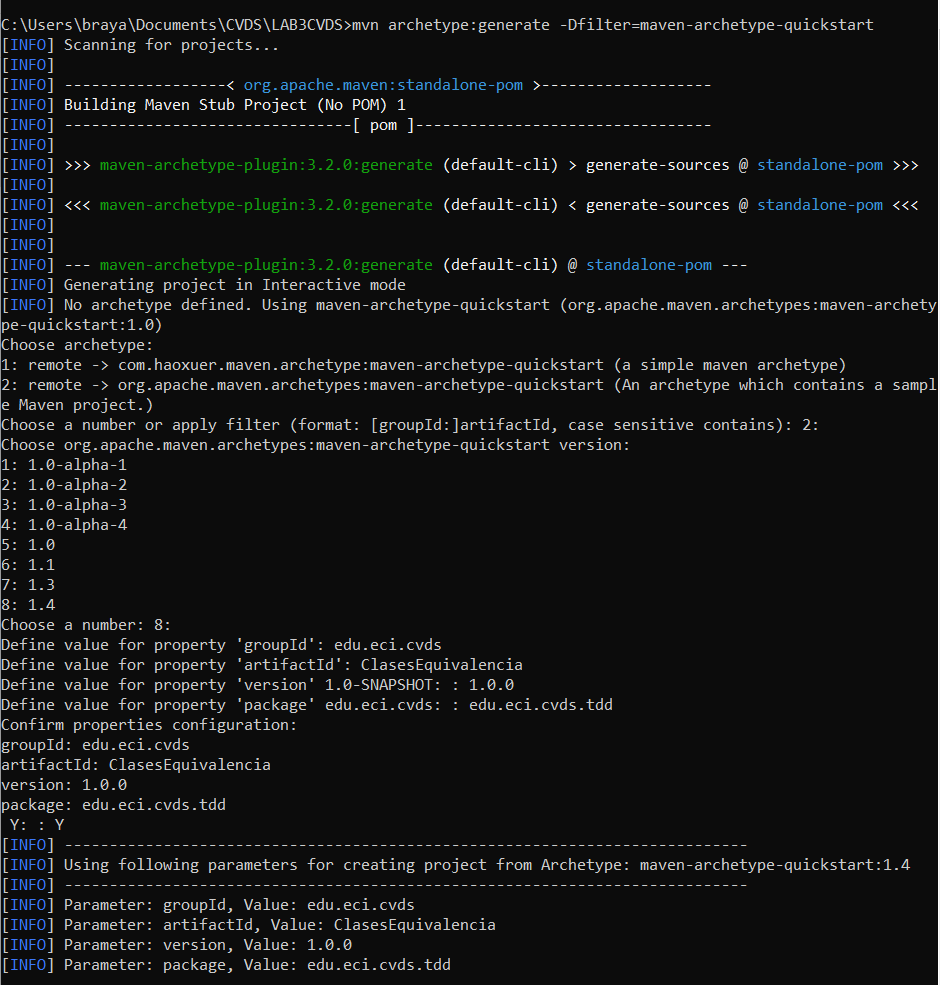 C:\Users\braya\Documents\CVDS\LAB3CVDS>mvn archetype:generate -Dfilter=maven-archetype-quickstart
[INFO] Scanning for projects...
[INFO]
[INFO] ------------------< org.apache.maven:standalone-pom >-------------------
[INFO] Building Maven Stub Project (No POM) 1
[INFO] --------------------------------[ pom ]---------------------------------
[INFO]
[INFO] >>> maven-archetype-plugin:3.2.0:generate (default-cli) > generate-sources @ standalone-pom >>>
[INFO]
[INFO] <<< maven-archetype-plugin:3.2.0:generate (default-cli) < generate-sources @ standalone-pom <<<
[INFO]
[INFO]
[INFO] --- maven-archetype-plugin:3.2.0:generate (default-cli) @ standalone-pom ---
[INFO] Generating project in Interactive mode
[INFO] No archetype defined. Using maven-archetype-quickstart (org.apache.maven.archetypes:maven-archety
pe-quickstart:1.0)
Choose archetype:
1: remote -> com.haoxuer.maven.archetype:maven-archetype-quickstart (a simple maven archetype)
2: remote -> org.apache.maven.archetypes:maven-archetype-quickstart (An archetype which contains a sampl
e Maven project.)
Choose a number or apply filter (format: [groupId:]artifactId, case sensitive contains): 2:
Choose org.apache.maven.archetypes:maven-archetype-quickstart version:
1: 1.0-alpha-1
2: 1.0-alpha-2
3: 1.0-alpha-3
4: 1.0-alpha-4
5: 1.0
6: 1.1
7: 1.3
8: 1.4
Choose a number: 8:
Define value for property 'groupId': edu.eci.cvds
Define value for property 'artifactId': ClasesEquivalencia
Define value for property 'version' 1.0-SNAPSHOT: : 1.0.0
Define value for property 'package' edu.eci.cvds: : edu.eci.cvds.tdd
Confirm properties configuration:
groupId: edu.eci.cvds
artifactId: ClasesEquivalencia
version: 1.0.0
package: edu.eci.cvds.tdd
 Y: : Y
[INFO] ----------------------------------------------------------------------------
[INFO] Using following parameters for creating project from Archetype: maven-archetype-quickstart:1.4
[INFO] ----------------------------------------------------------------------------
[INFO] Parameter: groupId, Value: edu.eci.cvds
[INFO] Parameter: artifactId, Value: ClasesEquivalencia
[INFO] Parameter: version, Value: 1.0.0
[INFO] Parameter: package, Value: edu.eci.cvds.tdd